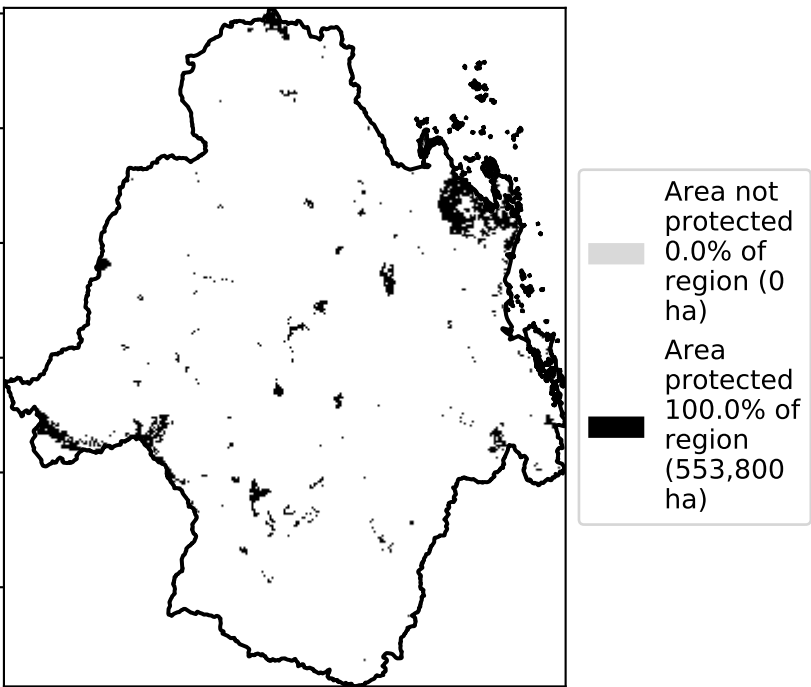 Area not
protected
0.0% of
region (0
ha)
Area
protected
100.0% of
region
(553,800
ha)